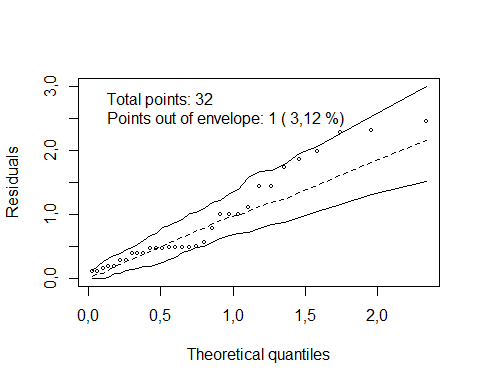 Total points: 32
Points out of envelope: 1 ( 3,12 %)
Residuals
3,0
2,0
1,0
0,0
0,0 0,5 1,0 1,5 2,0
Theoretical quantiles